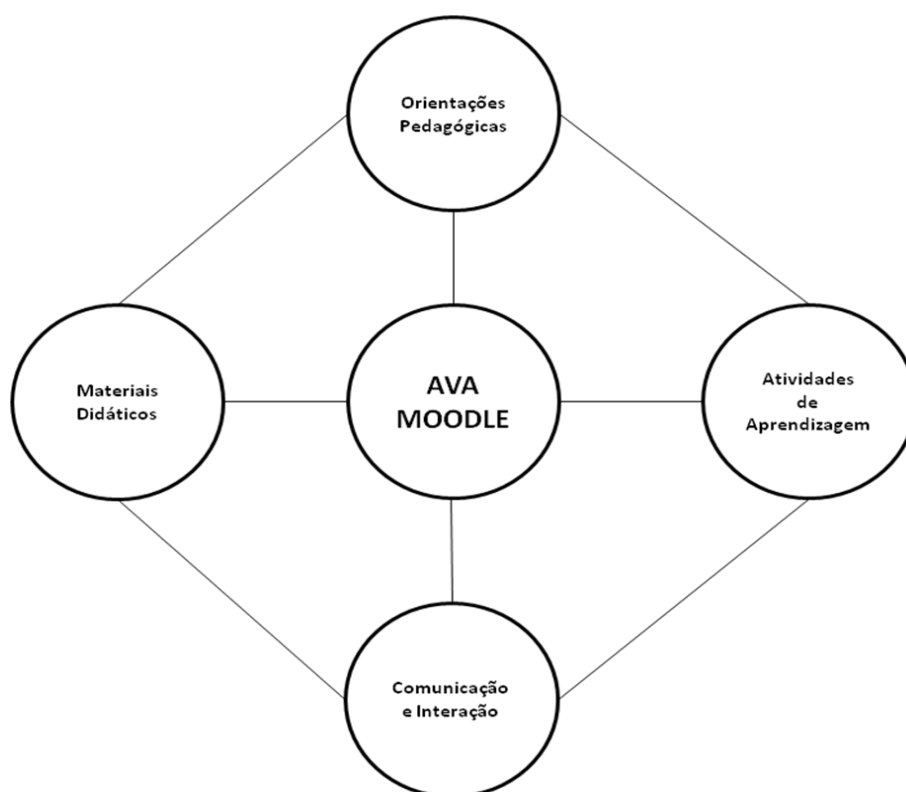 Orientações
Pedagógicas
Materiais
Didáticos
AVA
MOODLE
Atividades
de
Aprendizagem
Comunicação
e Interação